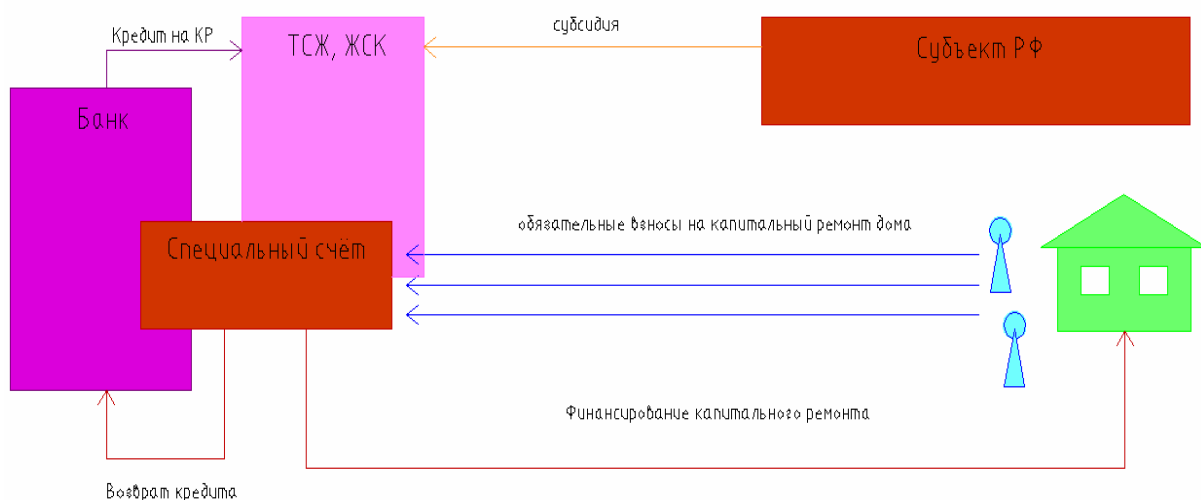 Кредит на КР
ТСЖ, ЖСК
субсидия
Субъект РФ
Банк
обязательные взносы на капитальный ремонт дома
Специальный счёт
Финансирование капитального ремонта
Возврат кредита